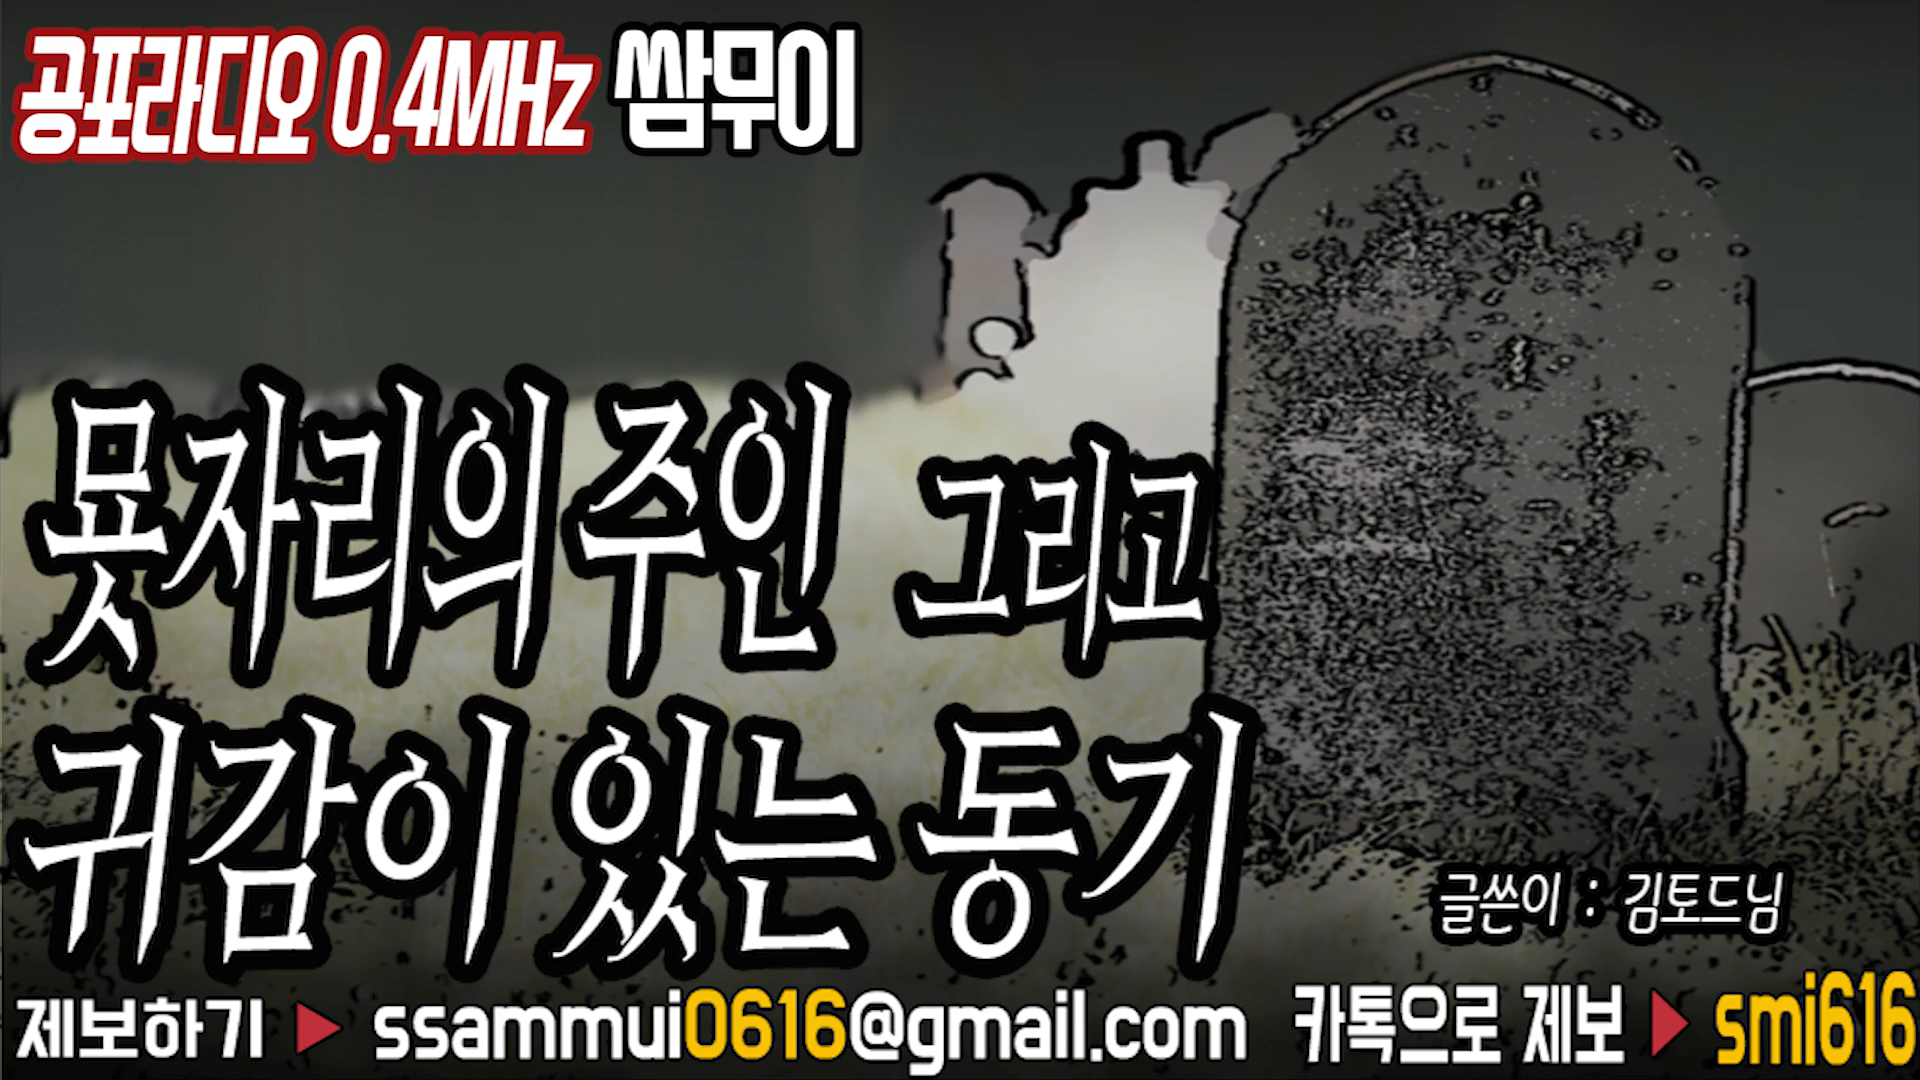 공포라디오 0.4MHz 쌈무이
묫자리의 주인 그리고
귀감이 있는 동기
글쓴이 : 김토드님
제보하기 ▶ ssammui0616@gmail.com 카톡으로 제보 ▶ smi616